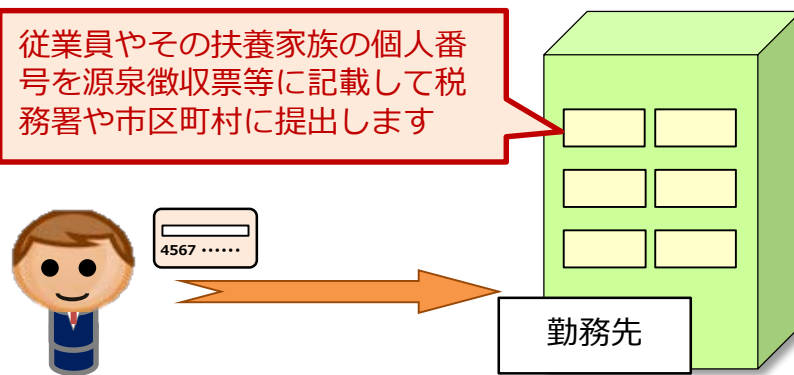 従業員やその扶養家族の個人番
号を源泉徴収票等に記載して税
務署や市区町村に提出します
4567 ‥‥‥
勤務先